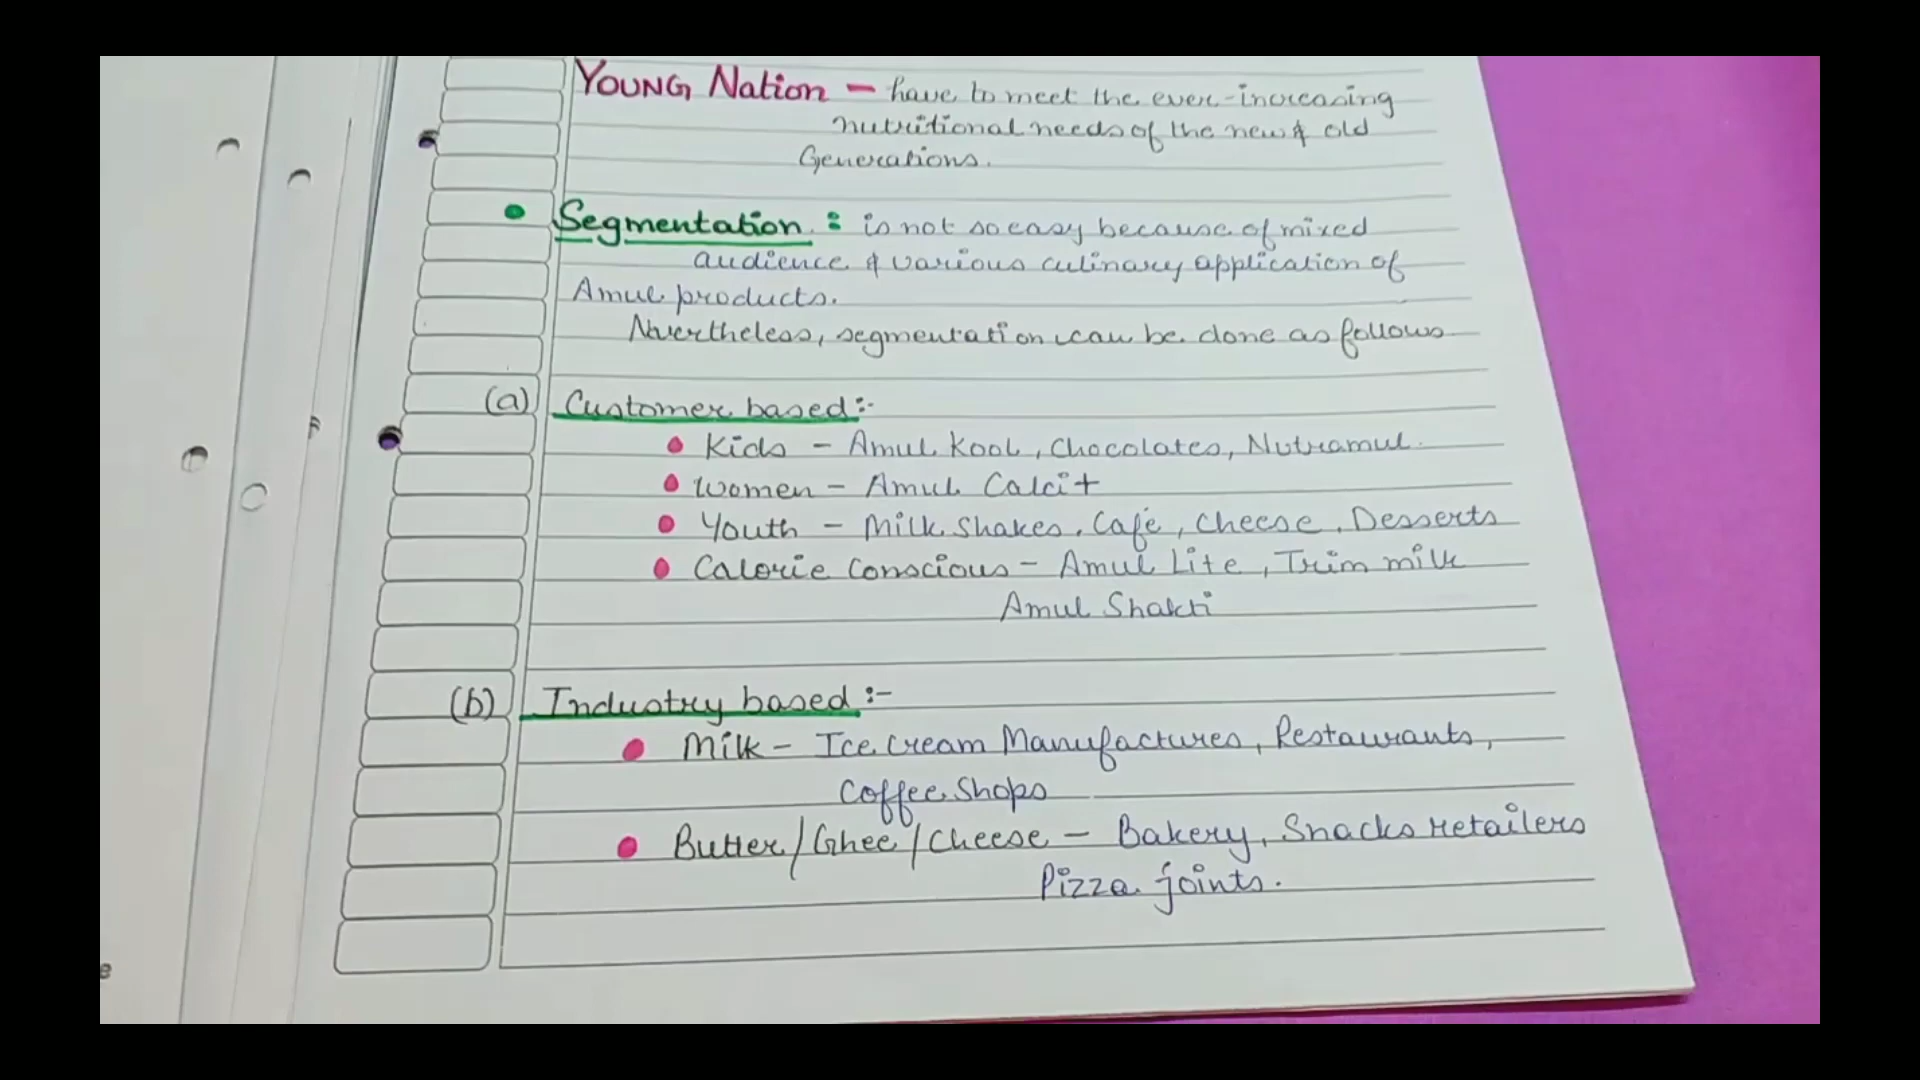 YOUNG Nation - have to meet the ever-increasing
nutritional needs of the new & old
Generations.
• Segmentation : is not so easy because of mixed
audience & various culinary application of
Amul products.
Nevertheless, segmentation can be done as follows
(a) Customer based:-
• Kids - Amul Kool, Chocolates, Nutramul.
• Women - Amul Calci+
• Youth - Milk Shakes, Café, Cheese, Desserts
• Calorie Conscious - Amul Lite, Trim milk
Amul Shakti
(b) Industry based :-
• Milk - Ice cream Manufactures, Restaurants,
Coffee Shops
• Butter/Ghee/Cheese - Bakery, Snacks retailers
Pizza joints.